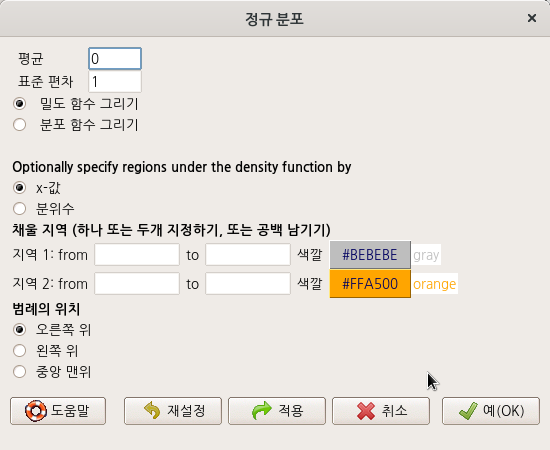 정규 분포
평균 0
표준 편차 1
밀도 함수 그리기
분포 함수 그리기
Optionally specify regions under the density function by
x-값
분위수
채울 지역 (하나 또는 두개 지정하기, 또는 공백 남기기)
지역 1: from to 색깔 #BEBEBE gray
지역 2: from to 색깔 #FFA500 orange
범례의 위치
오른쪽 위
왼쪽 위
중앙 맨위
도움말 재설정 적용 취소 예(OK)